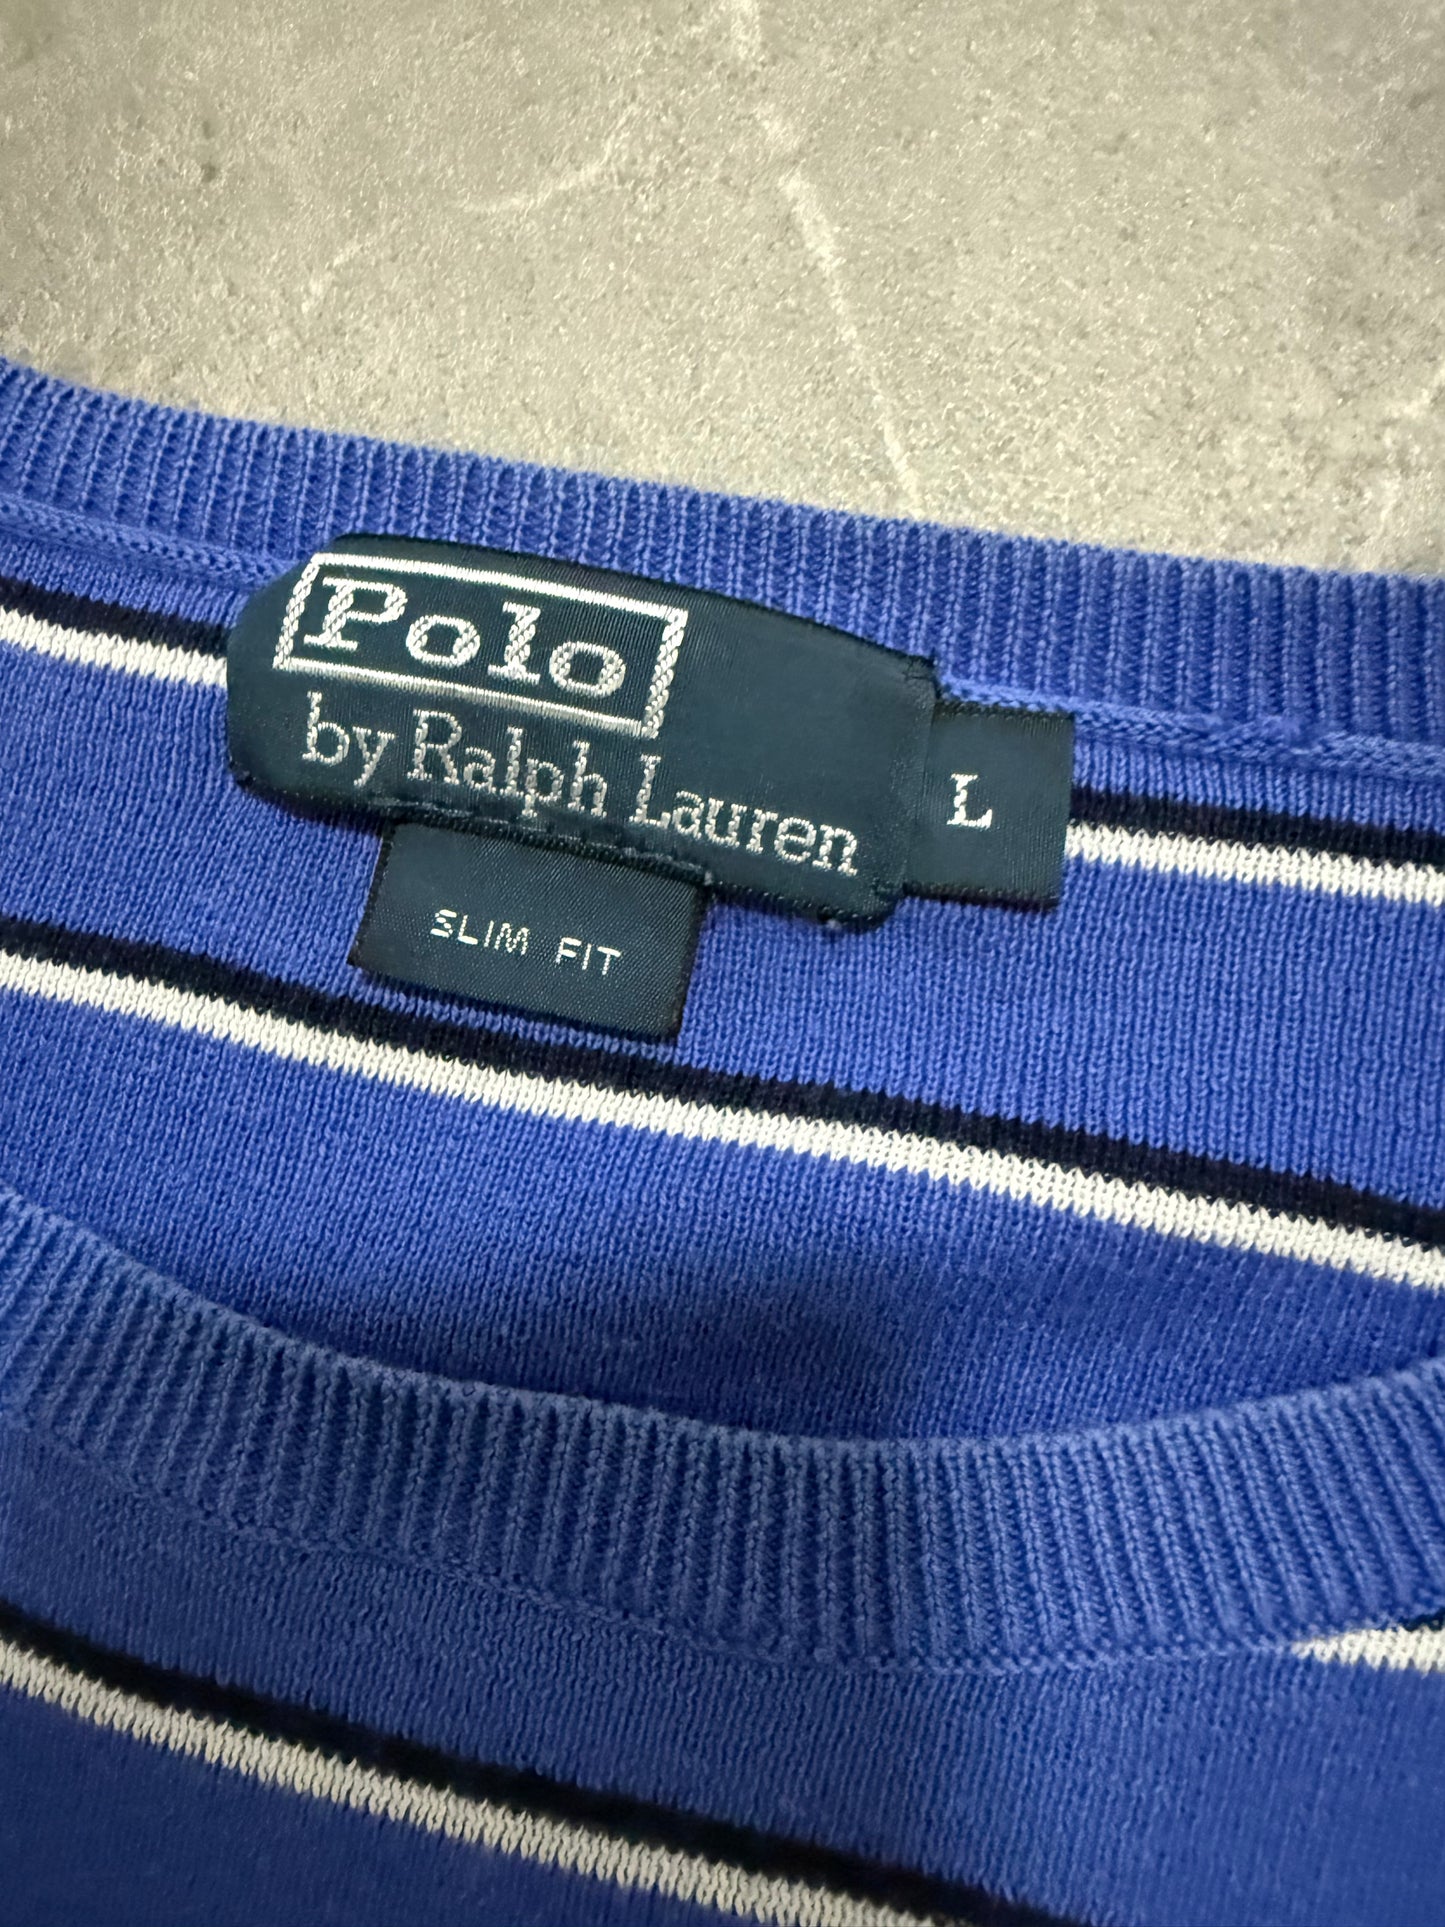 Polo
by Ralph Lauren
L
SLIM FIT